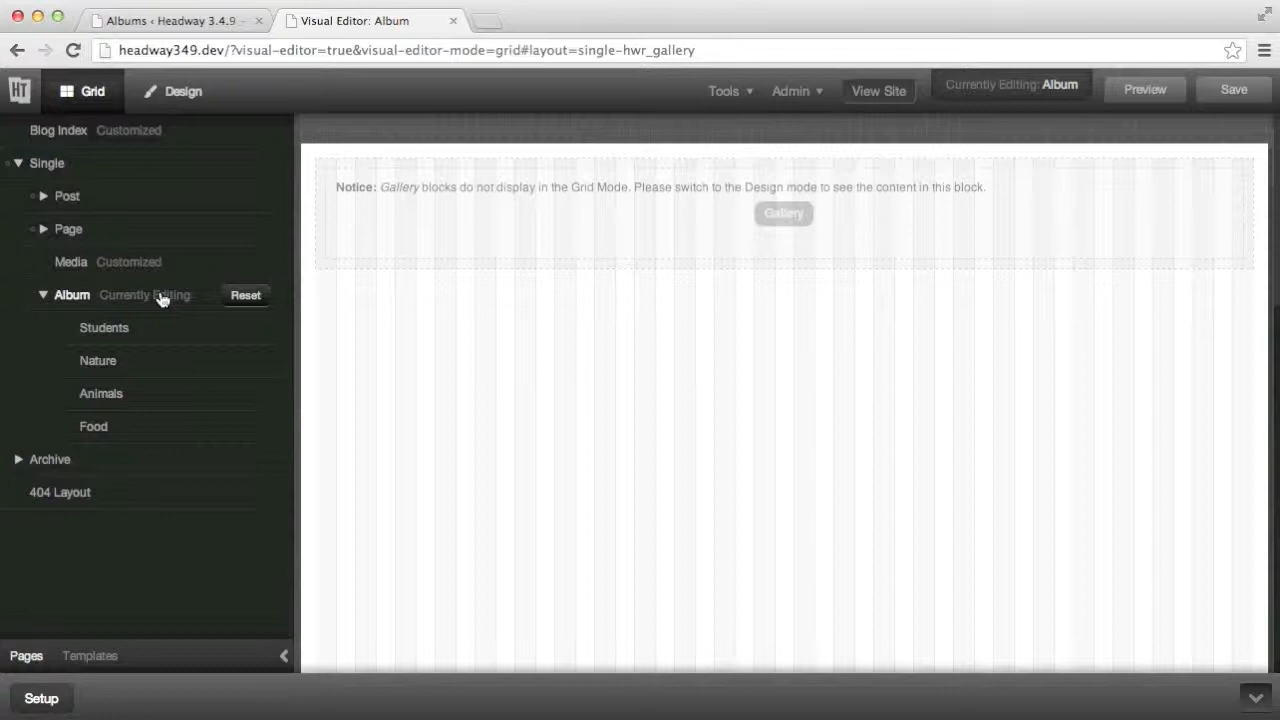 Albums ‹ Headway 3.4.9 –
Visual Editor: Album
headway349.dev/?visual-editor=true&visual-editor-mode=grid#layout=single-hwr_gallery
HT
Grid
Design
Tools
Admin
View Site
Currently Editing: Album
Preview
Save
Blog Index Customized
Single
Post
Page
Media Customized
Album Currently Editing Reset
Students
Nature
Animals
Food
Archive
404 Layout
Notice: Gallery blocks do not display in the Grid Mode. Please switch to the Design mode to see the content in this block.
Gallery
Pages Templates
Setup